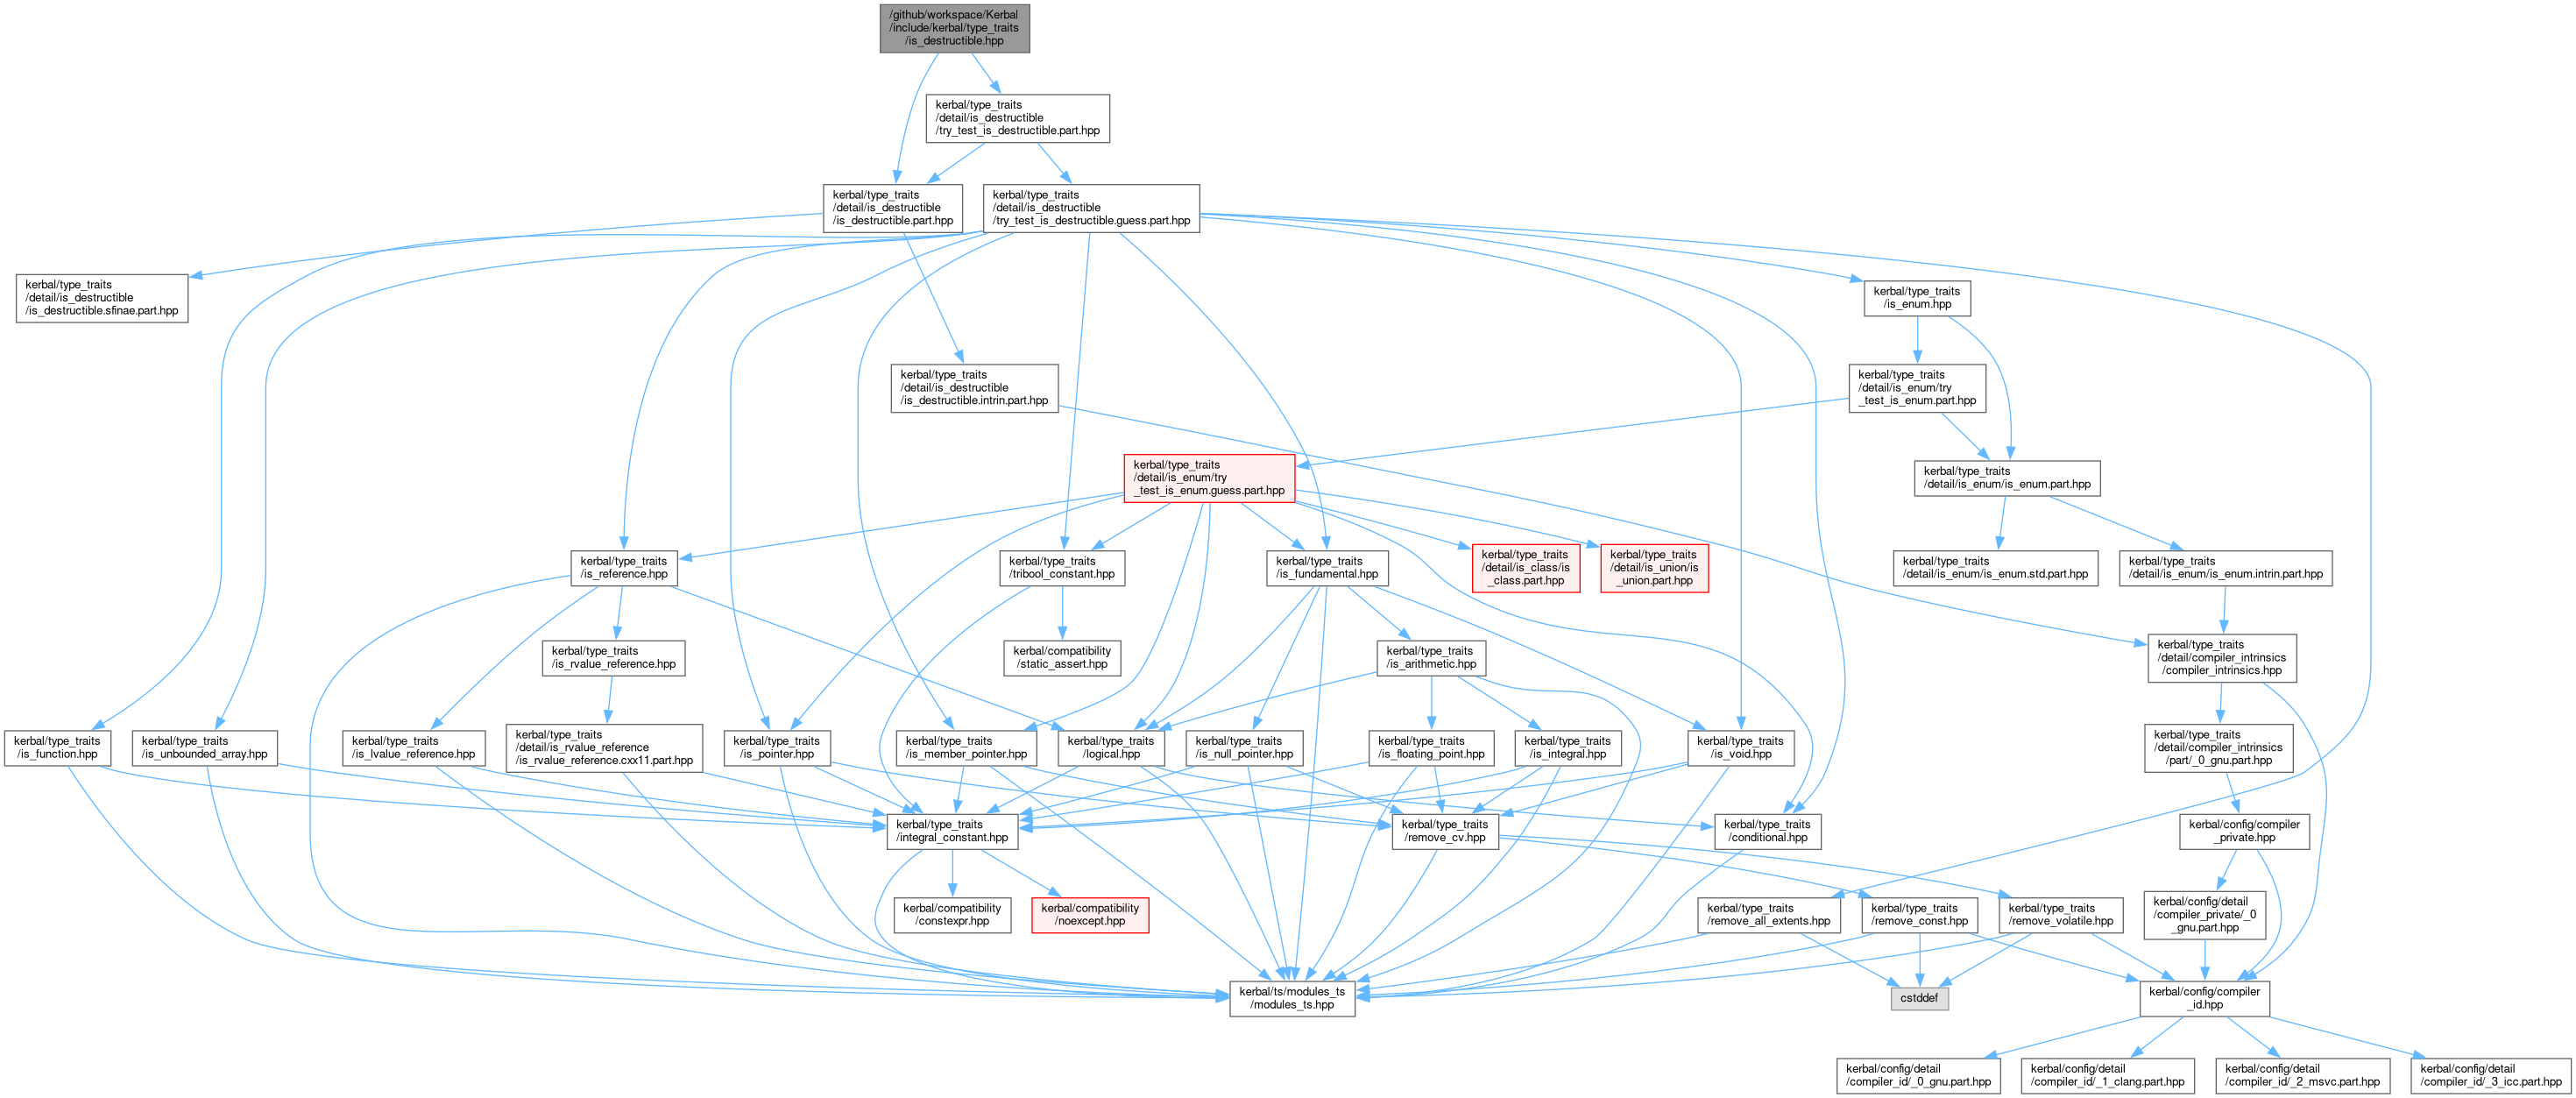 /github/workspace/Kerbal
/include/kerbal/type_traits
/is_destructible.hpp
kerbal/type_traits
/detail/is_destructible
/try_test_is_destructible.part.hpp
kerbal/type_traits
/detail/is_destructible
/is_destructible.part.hpp
kerbal/type_traits
/detail/is_destructible
/try_test_is_destructible.guess.part.hpp
kerbal/type_traits
/detail/is_destructible
/is_destructible.sfinae.part.hpp
kerbal/type_traits
/is_enum.hpp
kerbal/type_traits
/detail/is_destructible
/is_destructible.intrin.part.hpp
kerbal/type_traits
/detail/is_enum/try
_test_is_enum.part.hpp
kerbal/type_traits
/detail/is_enum/try
_test_is_enum.guess.part.hpp
kerbal/type_traits
/detail/is_enum/is_enum.part.hpp
kerbal/type_traits
/is_reference.hpp
kerbal/type_traits
/tribool_constant.hpp
kerbal/type_traits
/is_fundamental.hpp
kerbal/type_traits
/detail/is_class/is
_class.part.hpp
kerbal/type_traits
/detail/is_union/is
_union.part.hpp
kerbal/type_traits
/detail/is_enum/is_enum.std.part.hpp
kerbal/type_traits
/detail/is_enum/is_enum.intrin.part.hpp
kerbal/type_traits
/is_rvalue_reference.hpp
kerbal/compatibility
/static_assert.hpp
kerbal/type_traits
/is_arithmetic.hpp
kerbal/type_traits
/detail/compiler_intrinsics
/compiler_intrinsics.hpp
kerbal/type_traits
/is_function.hpp
kerbal/type_traits
/is_unbounded_array.hpp
kerbal/type_traits
/is_lvalue_reference.hpp
kerbal/type_traits
/detail/is_rvalue_reference
/is_rvalue_reference.cxx11.part.hpp
kerbal/type_traits
/is_pointer.hpp
kerbal/type_traits
/is_member_pointer.hpp
kerbal/type_traits
/logical.hpp
kerbal/type_traits
/is_null_pointer.hpp
kerbal/type_traits
/is_floating_point.hpp
kerbal/type_traits
/is_integral.hpp
kerbal/type_traits
/is_void.hpp
kerbal/type_traits
/detail/compiler_intrinsics
/part/_0_gnu.part.hpp
kerbal/type_traits
/integral_constant.hpp
kerbal/type_traits
/remove_cv.hpp
kerbal/type_traits
/conditional.hpp
kerbal/config/compiler
_private.hpp
kerbal/compatibility
/constexpr.hpp
kerbal/compatibility
/noexcept.hpp
kerbal/type_traits
/remove_all_extents.hpp
kerbal/type_traits
/remove_const.hpp
kerbal/type_traits
/remove_volatile.hpp
kerbal/config/detail
/compiler_private/_0
_gnu.part.hpp
kerbal/ts/modules_ts
/modules_ts.hpp
cstddef
kerbal/config/compiler
_id.hpp
kerbal/config/detail
/compiler_id/_0_gnu.part.hpp
kerbal/config/detail
/compiler_id/_1_clang.part.hpp
kerbal/config/detail
/compiler_id/_2_msvc.part.hpp
kerbal/config/detail
/compiler_id/_3_icc.part.hpp